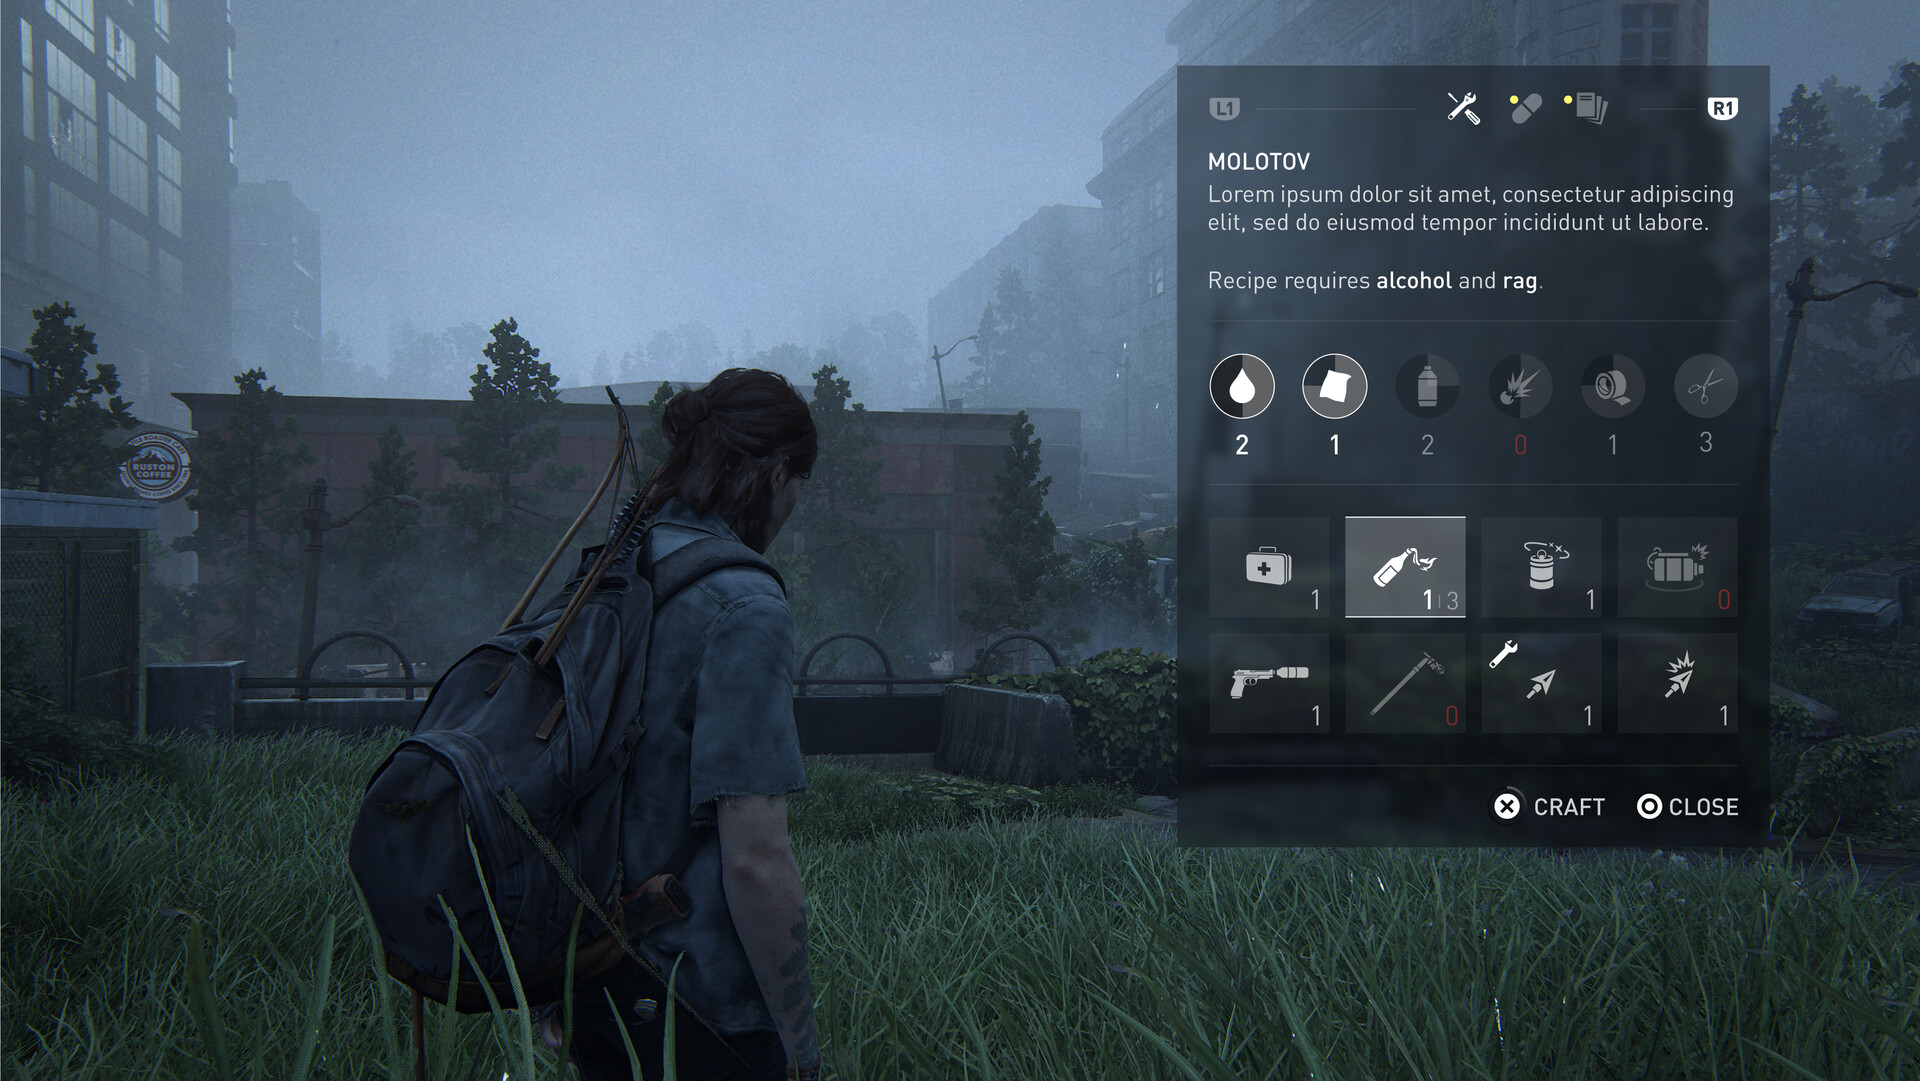 L1
R1
MOLOTOV
Lorem ipsum dolor sit amet, consectetur adipiscing
elit, sed do eiusmod tempor incididunt ut labore.
Recipe requires alcohol and rag.
2 1 2 0 1 3
1 1|3 1 0
1 0 1 1
CRAFT CLOSE
RUSTON
COFFEE